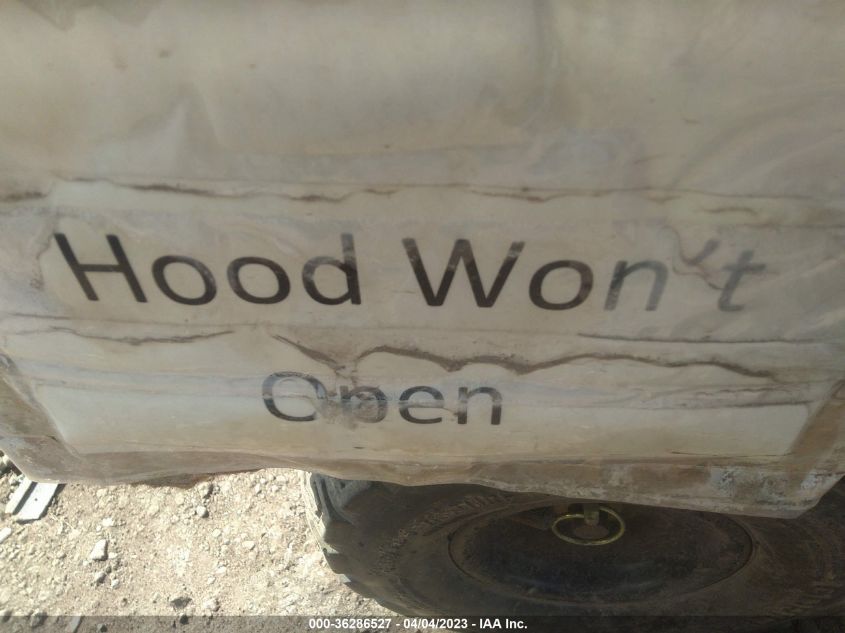 Hood Won't
Open
000-36286527 - 04/04/2023 - IAA Inc.